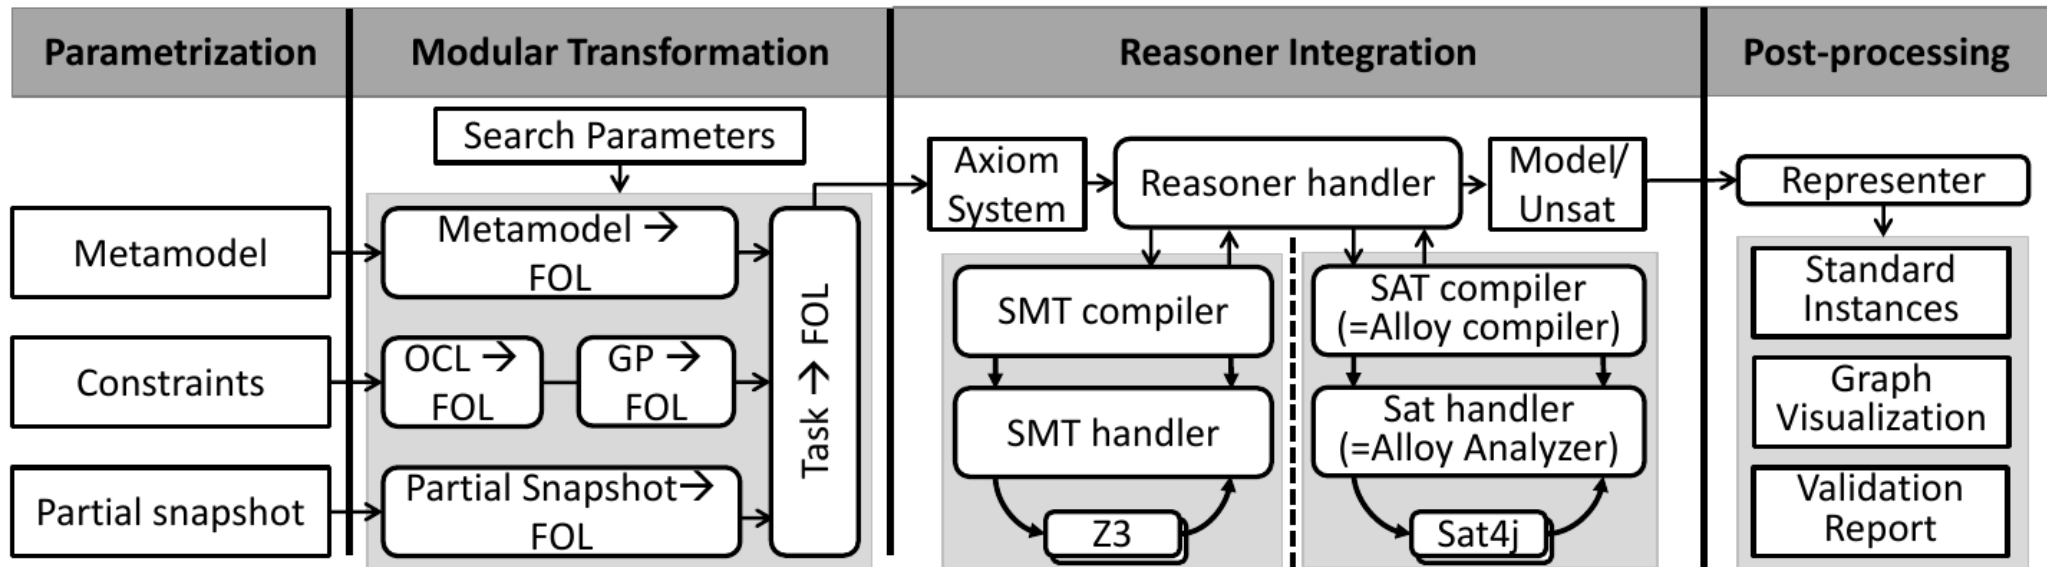 Parametrization
Modular Transformation
Reasoner Integration
Post-processing
Search Parameters
Metamodel
Constraints
Partial snapshot
Metamodel →
FOL
OCL →
FOL
GP →
FOL
Partial Snapshot→
FOL
Task → FOL
Axiom
System
Reasoner handler
Model/
Unsat
SMT compiler
SMT handler
Z3
SAT compiler
(=Alloy compiler)
Sat handler
(=Alloy Analyzer)
Sat4j
Representer
Standard
Instances
Graph
Visualization
Validation
Report